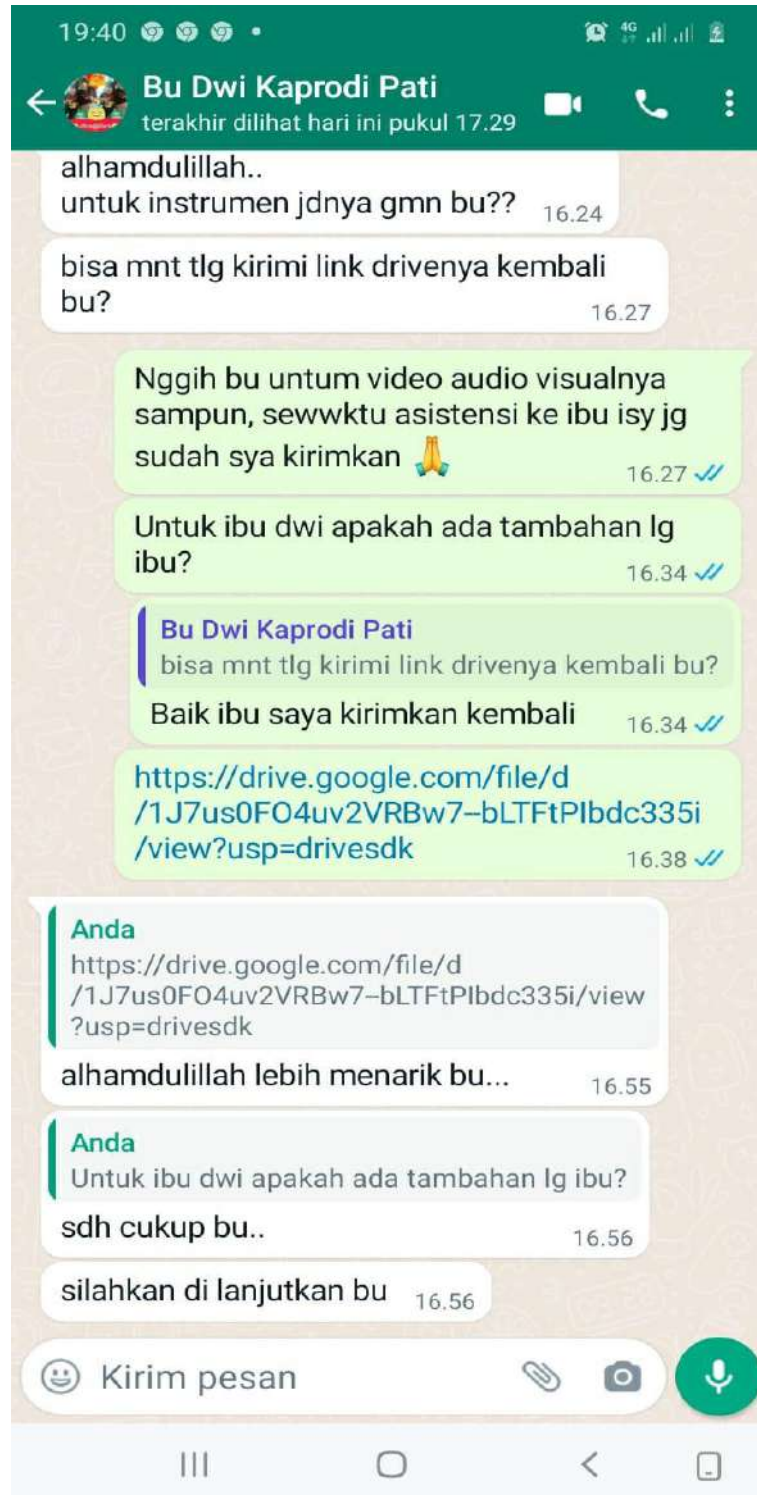 19:40
4G
Bu Dwi Kaprodi Pati
terakhir dilihat hari ini pukul 17.29
alhamdulillah..
untuk instrumen jdnya gmn bu??
16.24
bisa mnt tlg kirimi link drivenya kembali
bu?
16.27
Nggih bu untum video audio visualnya
sampun, sewwktu asistensi ke ibu isy jg
sudah sya kirimkan 🙏
16.27
Untuk ibu dwi apakah ada tambahan lg
ibu?
16.34
Bu Dwi Kaprodi Pati
bisa mnt tlg kirimi link drivenya kembali bu?
Baik ibu saya kirimkan kembali
16.34
https://drive.google.com/file/d
/1J7us0FO4uv2VRBw7--bLTFtPIbdc335i
/view?usp=drivesdk
16.38
Anda
https://drive.google.com/file/d
/1J7us0FO4uv2VRBw7--bLTFtPIbdc335i/view
?usp=drivesdk
alhamdulillah lebih menarik bu...
16.55
Anda
Untuk ibu dwi apakah ada tambahan lg ibu?
sdh cukup bu..
16.56
silahkan di lanjutkan bu
16.56
Kirim pesan